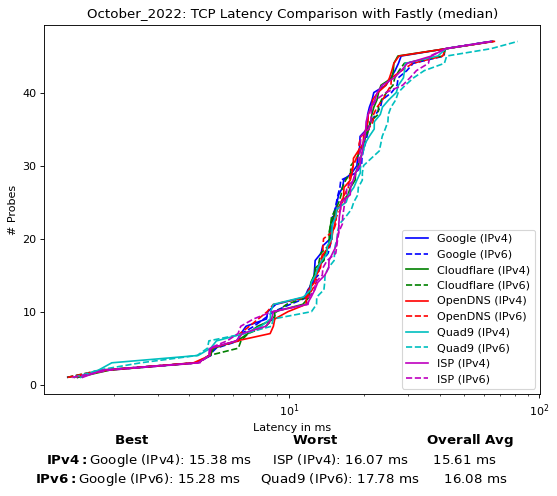 October_2022: TCP Latency Comparison with Fastly (median)
# Probes
40
30
20
10
0
Google (IPv4)
Google (IPv6)
Cloudflare (IPv4)
Cloudflare (IPv6)
OpenDNS (IPv4)
OpenDNS (IPv6)
Quad9 (IPv4)
Quad9 (IPv6)
ISP (IPv4)
ISP (IPv6)
10¹ 10²
Latency in ms
Best Worst Overall Avg
IPv4: Google (IPv4): 15.38 ms ISP (IPv4): 16.07 ms 15.61 ms
IPv6: Google (IPv6): 15.28 ms Quad9 (IPv6): 17.78 ms 16.08 ms